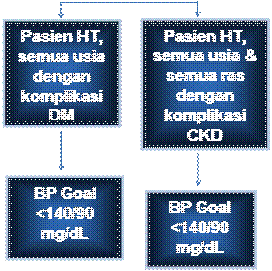 Pasien HT,
semua usia
dengan
komplikasi
DM
Pasien HT,
semua usia &
semua ras
dengan
komplikasi
CKD
BP Goal
<140/90
mg/dL
BP Goal
<140/90
mg/dL